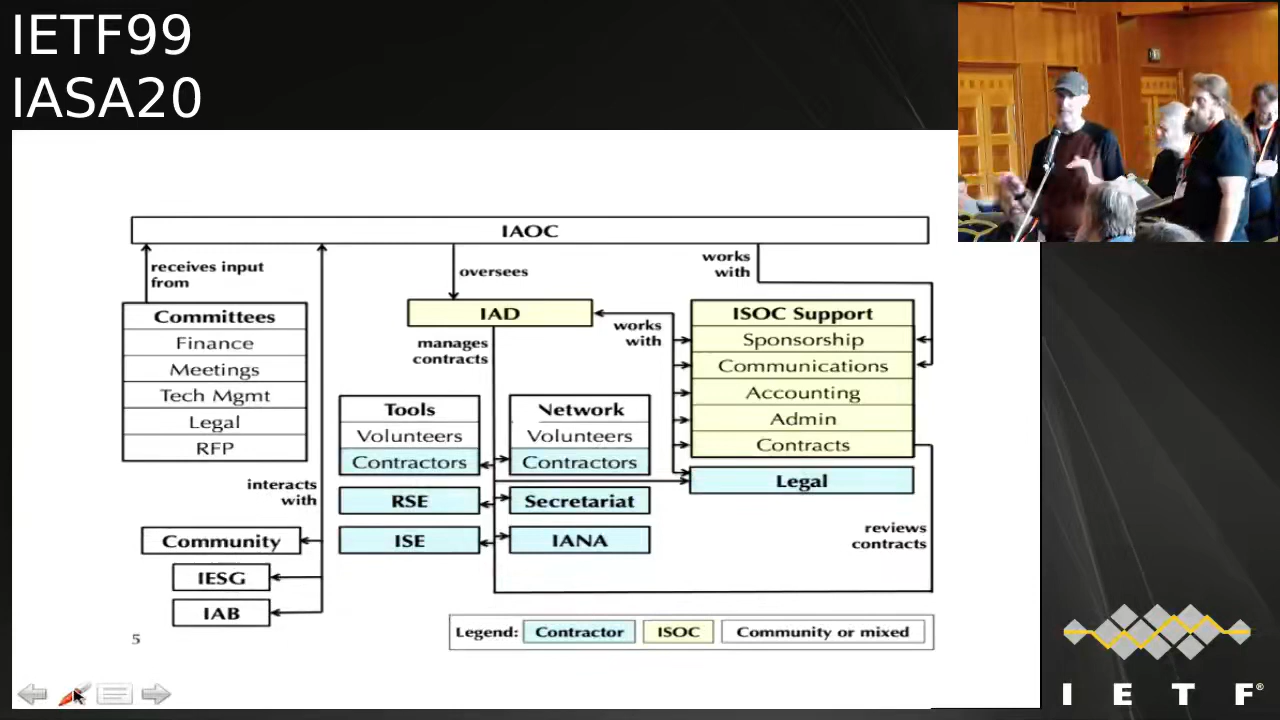 IETF99
IASA20
IAOC
receives input
from
oversees
works
with
Committees
Finance
Meetings
Tech Mgmt
Legal
RFP
IAD
works
with
manages
contracts
ISOC Support
Sponsorship
Communications
Accounting
Admin
Contracts
Tools
Volunteers
Contractors
Network
Volunteers
Contractors
Legal
interacts
with
RSE
Secretariat
reviews
contracts
Community
ISE
IANA
IESG
IAB
Legend: Contractor ISOC Community or mixed
5
I E T F®